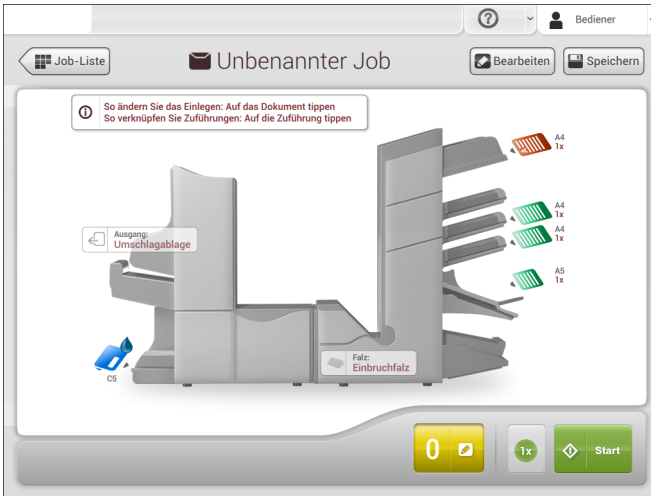 ?
Bediener
Job-Liste
Unbenannter Job
Bearbeiten
Speichern
So ändern Sie das Einlegen: Auf das Dokument tippen
So verknüpfen Sie Zuführungen: Auf die Zuführung tippen
A4
1x
A4
1x
A4
1x
Ausgang:
Umschlagablage
A5
1x
Falz:
Einbruchfalz
C5
0
1x
Start